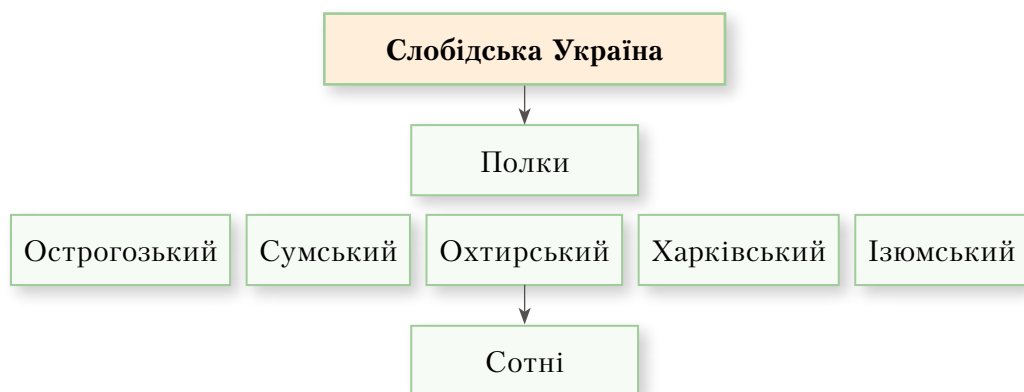 Слобідська Україна
Полки
Острогозький Сумський Охтирський Харківський Ізюмський
Сотні